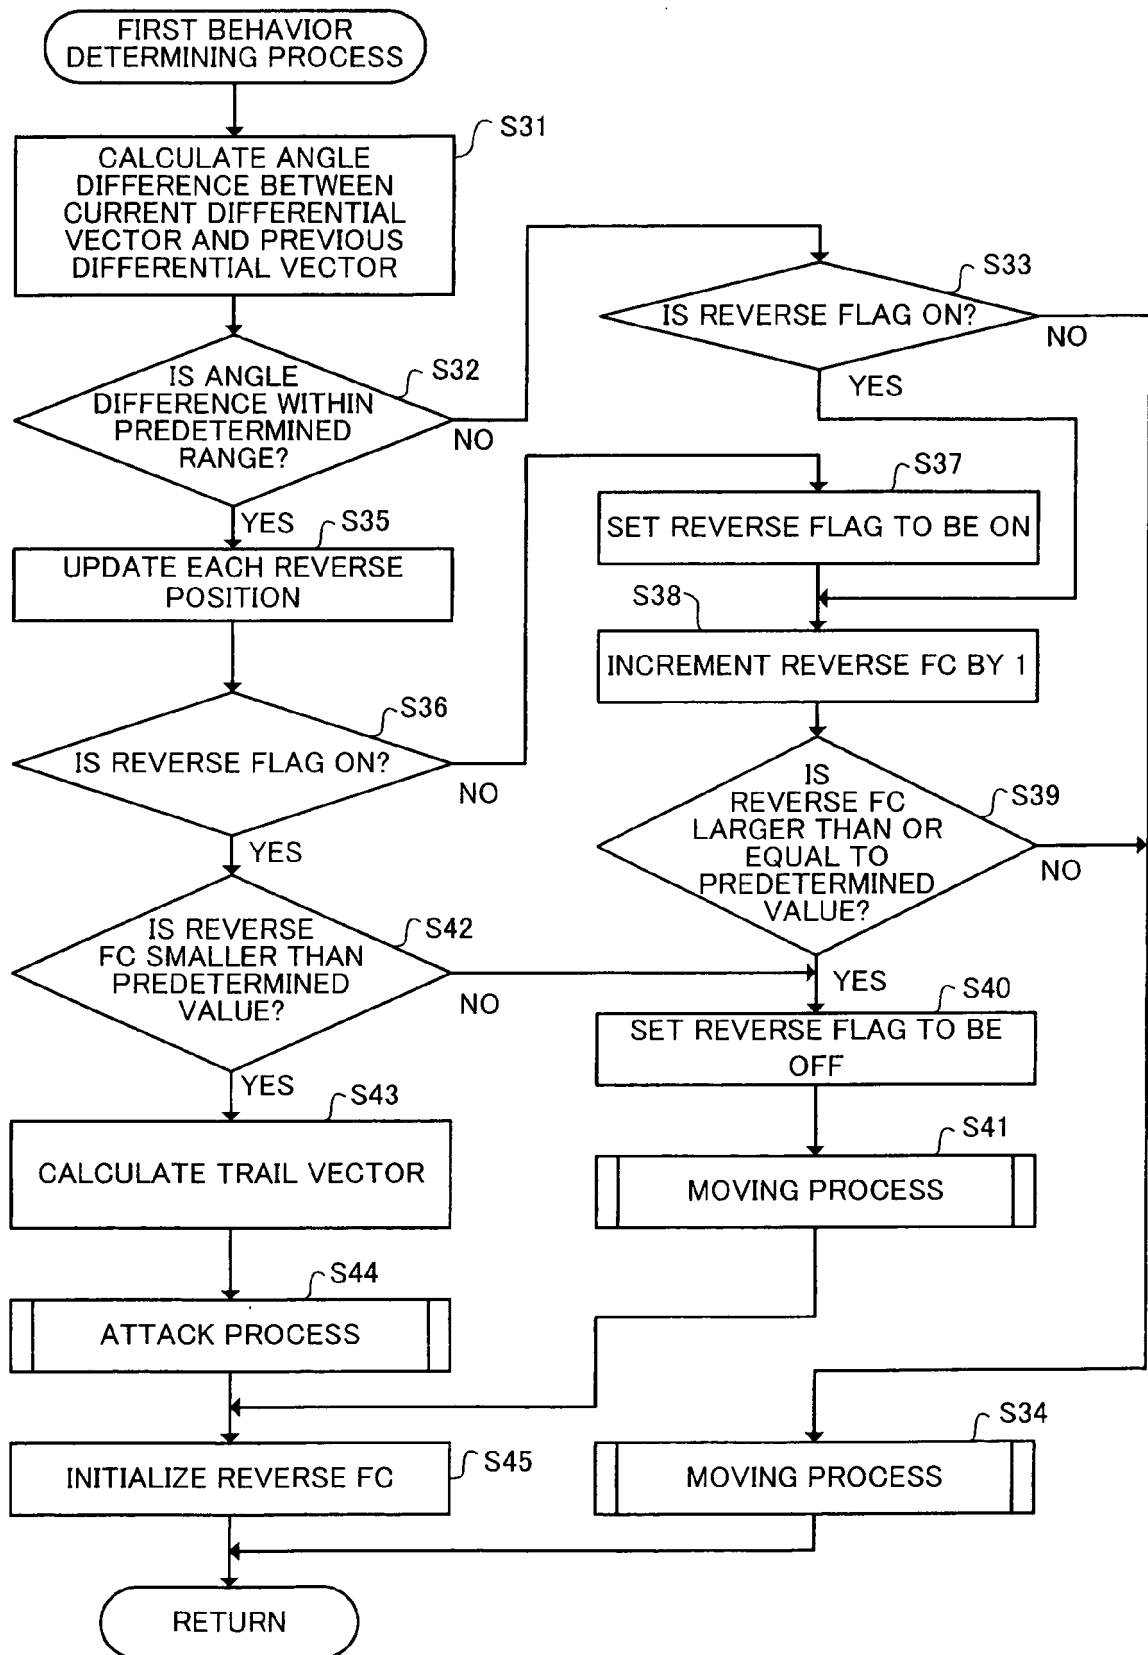 FIRST BEHAVIOR
DETERMINING PROCESS
S31
CALCULATE ANGLE
DIFFERENCE BETWEEN
CURRENT DIFFERENTIAL
VECTOR AND PREVIOUS
DIFFERENTIAL VECTOR
S32
IS ANGLE
DIFFERENCE WITHIN
PREDETERMINED
RANGE?
NO
YES
S33
IS REVERSE FLAG ON?
NO
YES
S35
UPDATE EACH REVERSE
POSITION
S36
IS REVERSE FLAG ON?
NO
YES
S37
SET REVERSE FLAG TO BE ON
S38
INCREMENT REVERSE FC BY 1
S39
IS
REVERSE FC
LARGER THAN OR
EQUAL TO
PREDETERMINED
VALUE?
NO
YES
S42
IS REVERSE
FC SMALLER THAN
PREDETERMINED
VALUE?
NO
YES
S40
SET REVERSE FLAG TO BE
OFF
S43
CALCULATE TRAIL VECTOR
S41
MOVING PROCESS
S44
ATTACK PROCESS
S45
INITIALIZE REVERSE FC
S34
MOVING PROCESS
RETURN